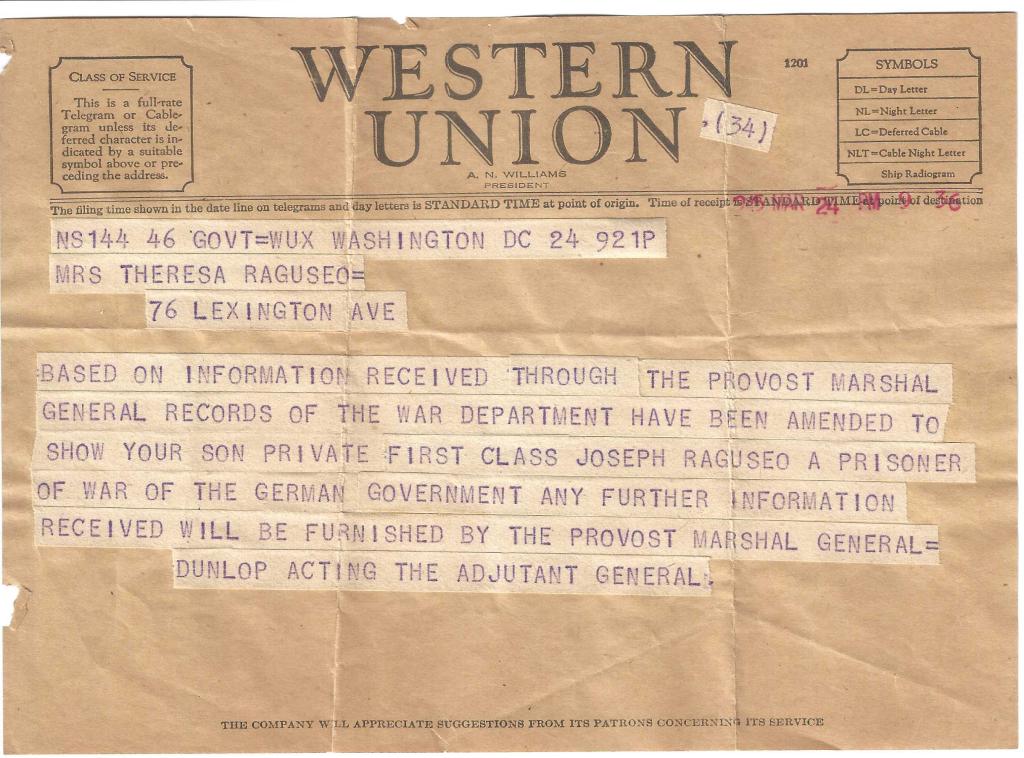 CLASS OF SERVICE
This is a full-rate
Telegram or Cable-
gram unless its de-
ferred character is in-
dicated by a suitable
symbol above or pre-
ceding the address.
WESTERN
UNION
A. N. WILLIAMS
PRESIDENT
.(34)
1201
SYMBOLS
DL=Day Letter
NL=Night Letter
LC=Deferred Cable
NLT=Cable Night Letter
Ship Radiogram
The filing time shown in the date line on telegrams and day letters is STANDARD TIME at point of origin. Time of receipt is STANDARD TIME at point of destination
MAR 24 PM 9 36
NS144 46 GOVT=WUX WASHINGTON DC 24 921P
MRS THERESA RAGUSEO=
76 LEXINGTON AVE
:BASED ON INFORMATION RECEIVED THROUGH THE PROVOST MARSHAL
GENERAL RECORDS OF THE WAR DEPARTMENT HAVE BEEN AMENDED TO
SHOW YOUR SON PRIVATE FIRST CLASS JOSEPH RAGUSEO A PRISONER
OF WAR OF THE GERMAN GOVERNMENT ANY FURTHER INFORMATION
RECEIVED WILL BE FURNISHED BY THE PROVOST MARSHAL GENERAL=
DUNLOP ACTING THE ADJUTANT GENERAL.
THE COMPANY WILL APPRECIATE SUGGESTIONS FROM ITS PATRONS CONCERNING ITS SERVICE